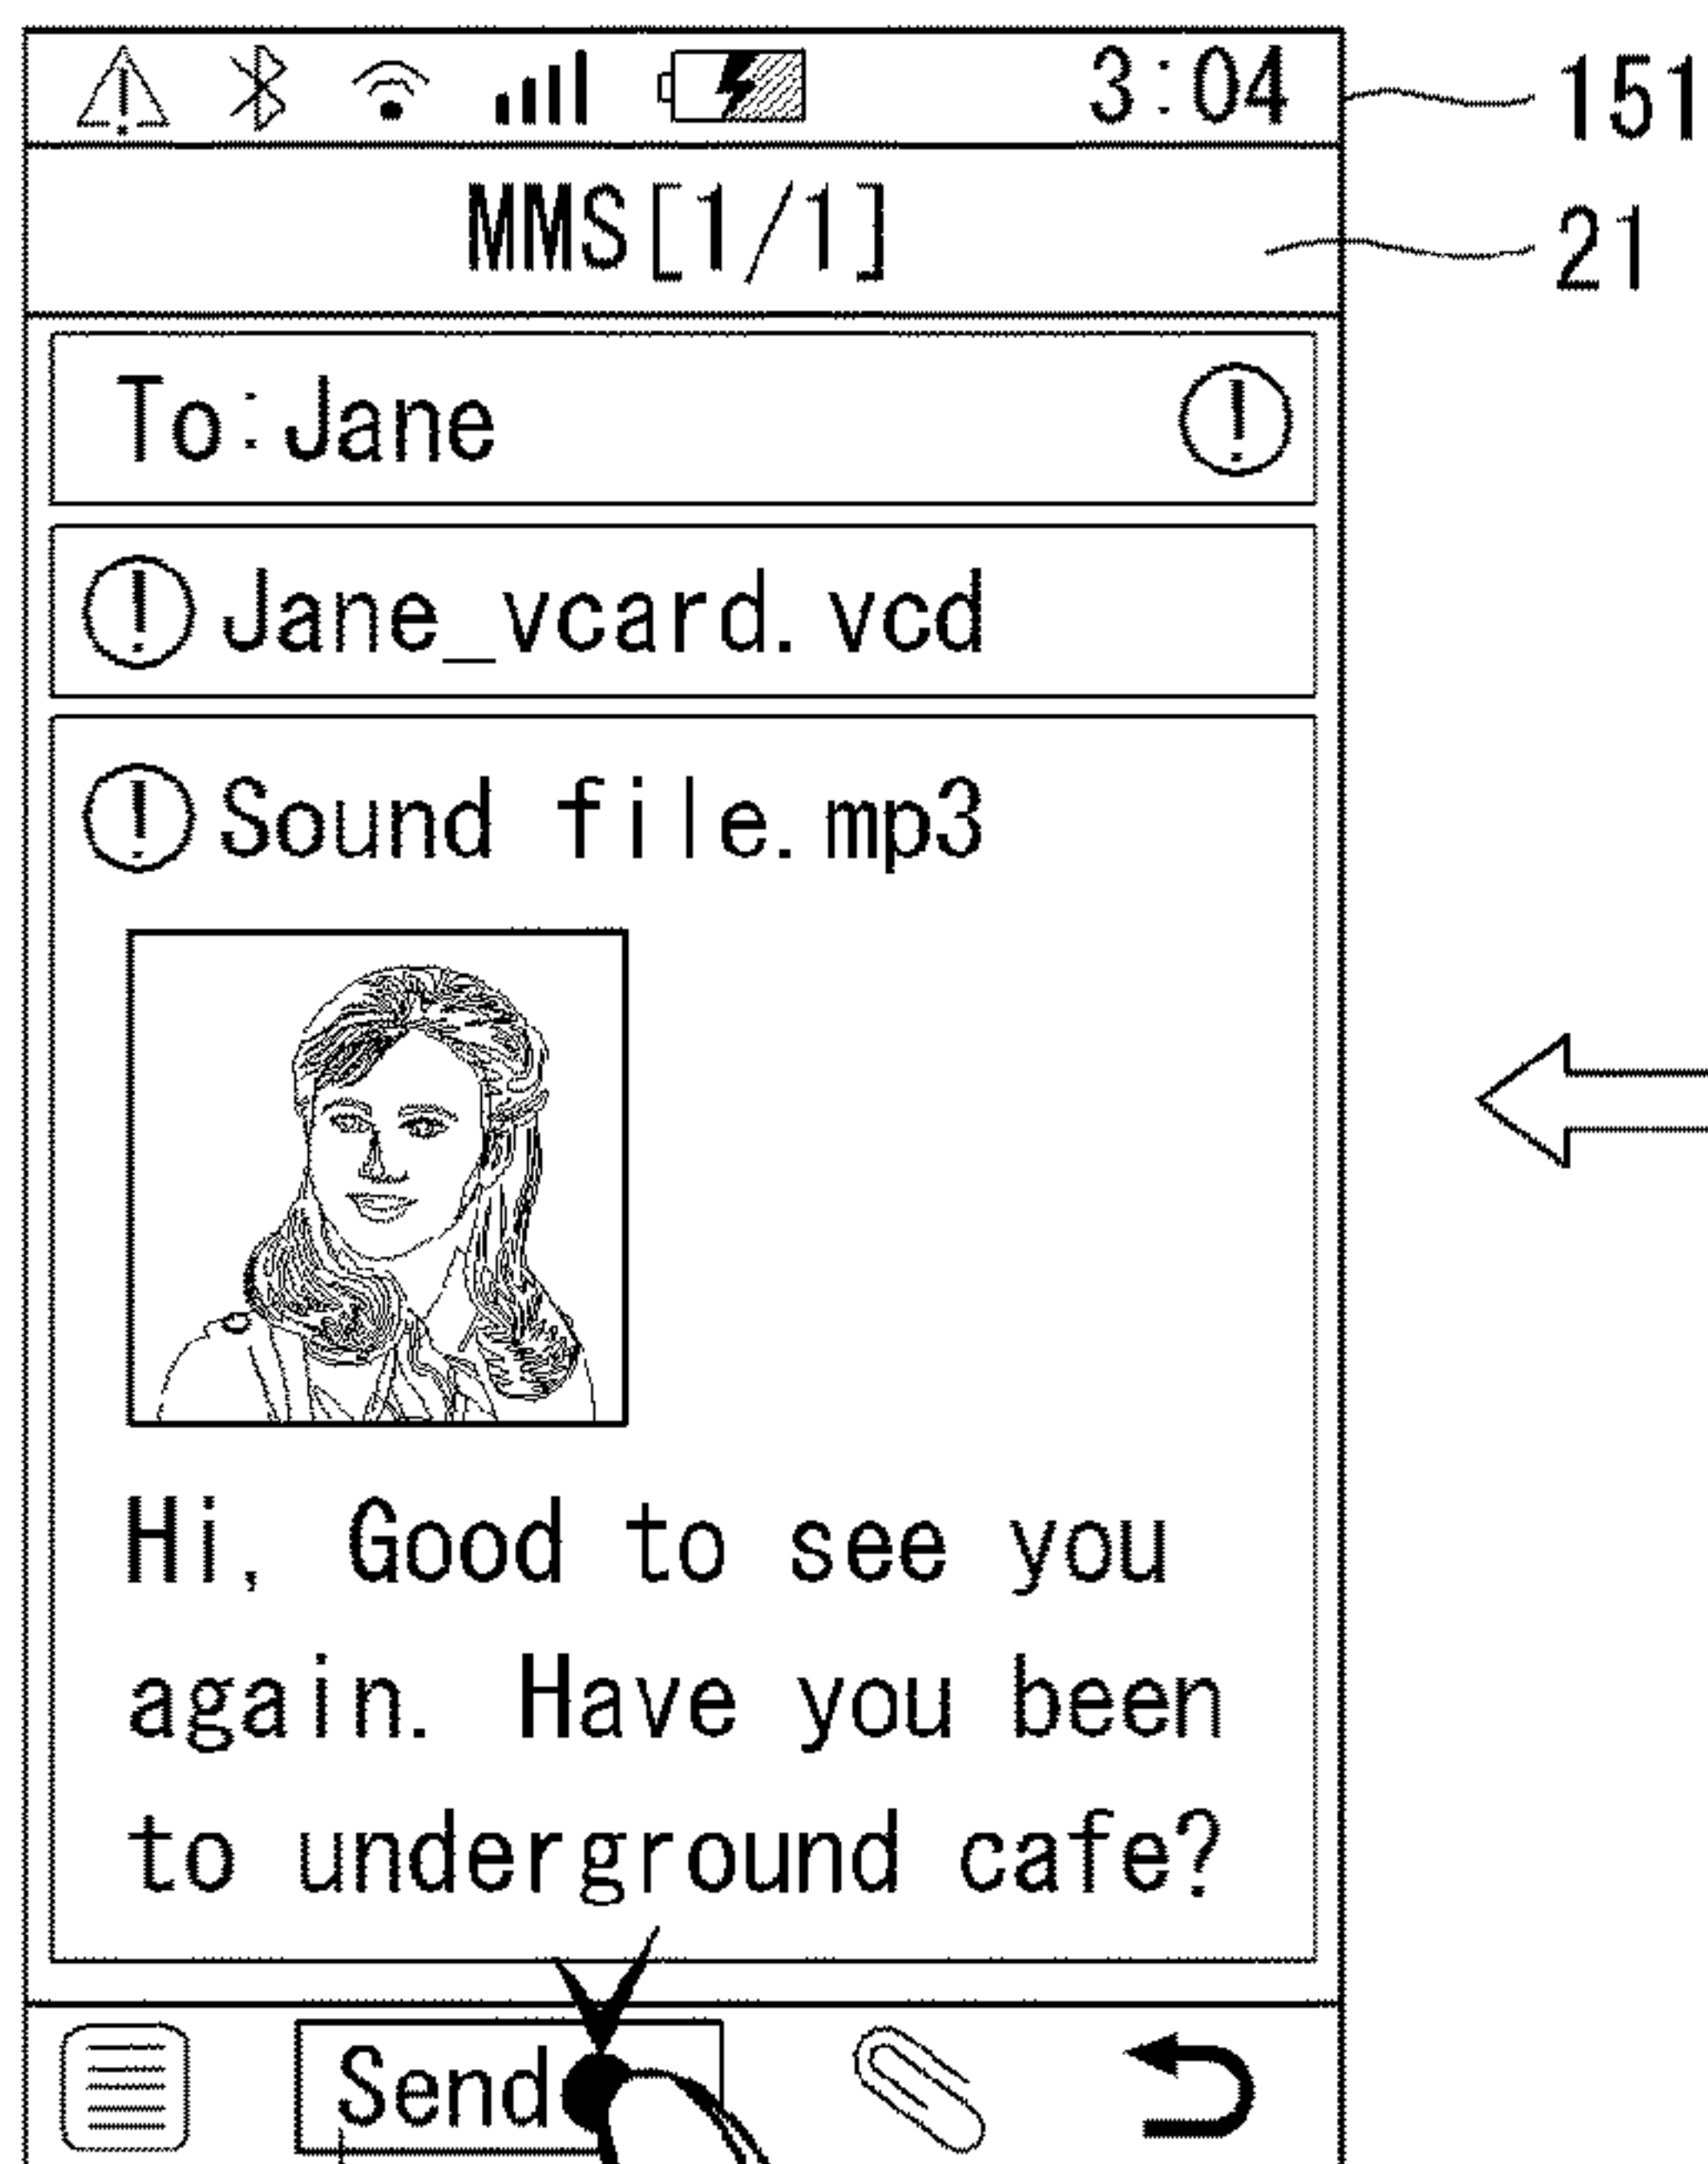 3:04
151
MMS[1/1]
21
To:Jane
Jane_vcard.vcd
Sound file.mp3
Hi, Good to see you
again. Have you been
to underground cafe?
Send